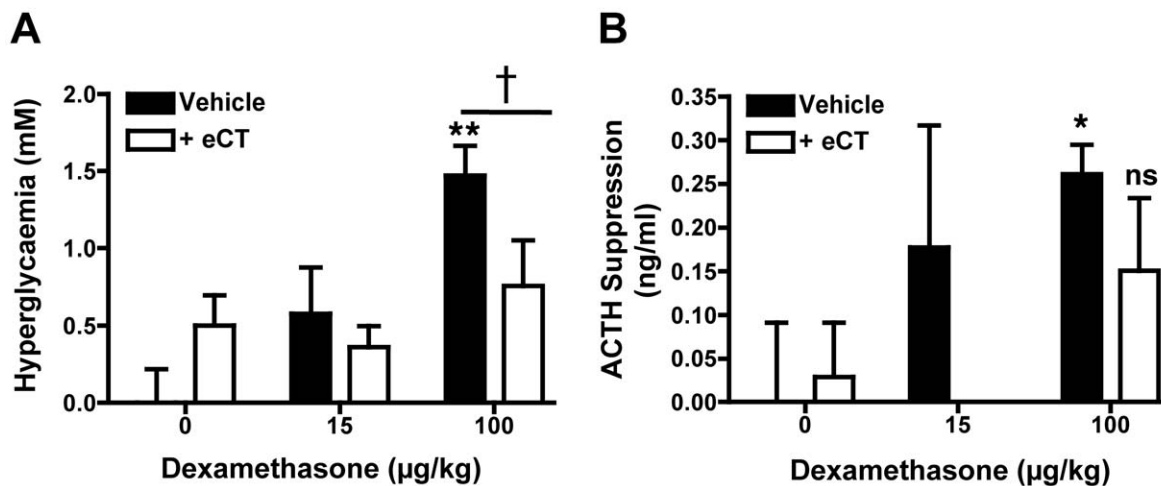 A
Hyperglycaemia (mM)
2.0
1.5
1.0
0.5
0.0
Vehicle
+ eCT
†
**
0
15
100
Dexamethasone (µg/kg)
B
ACTH Suppression
(ng/ml)
0.35
0.30
0.25
0.20
0.15
0.10
0.05
0.00
Vehicle
+ eCT
*
ns
0
15
100
Dexamethasone (µg/kg)